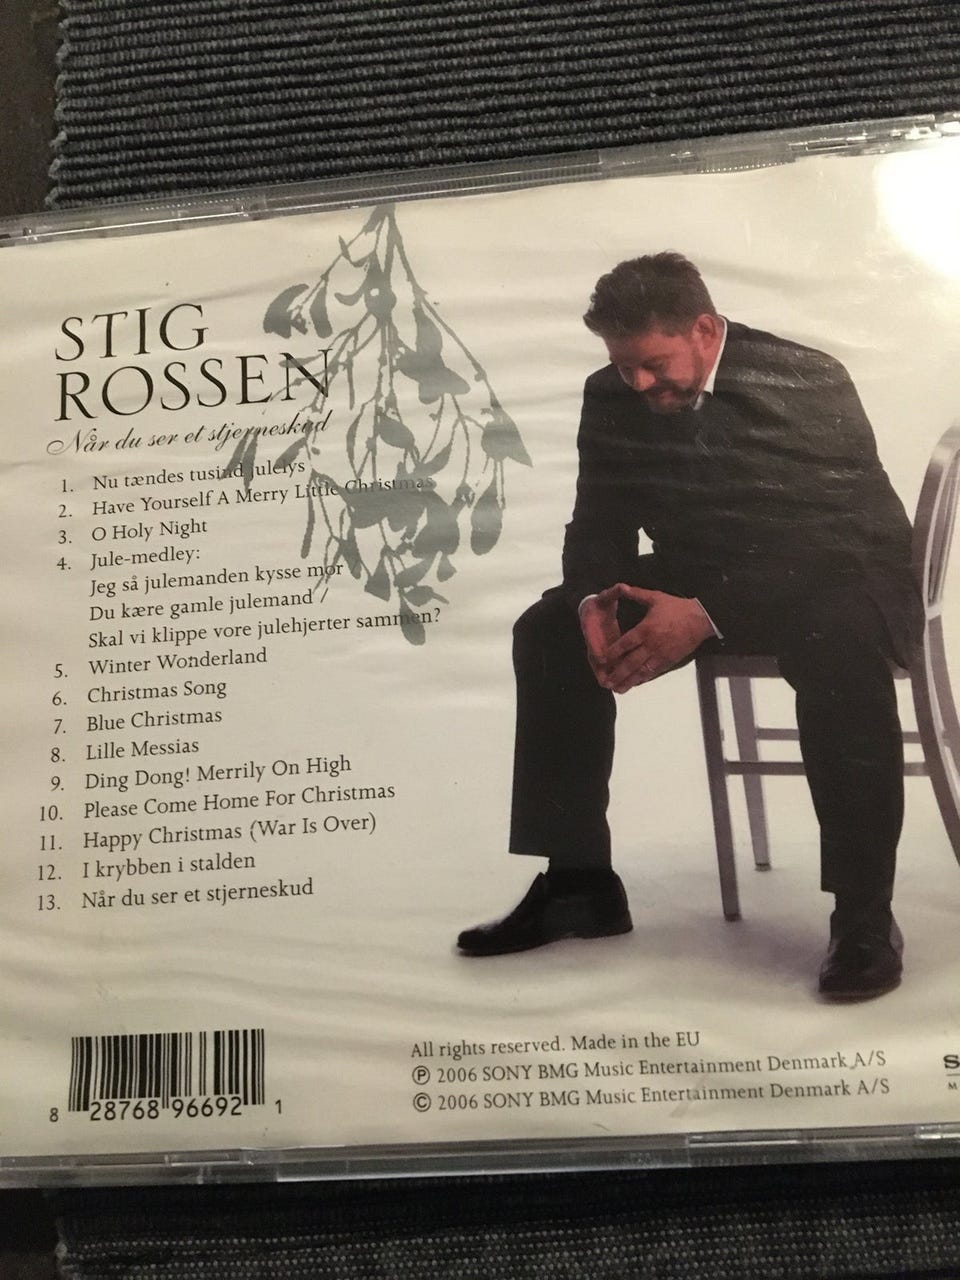 STIG
ROSSEN
Når du ser et stjerneskud
1. Nu tændes tusind julelys
2. Have Yourself A Merry Little Christmas
3. O Holy Night
4. Jule-medley:
Jeg så julemanden kysse mor /
Du kære gamle julemand /
Skal vi klippe vore julehjerter sammen?
5. Winter Wonderland
6. Christmas Song
7. Blue Christmas
8. Lille Messias
9. Ding Dong! Merrily On High
10. Please Come Home For Christmas
11. Happy Christmas (War Is Over)
12. I krybben i stalden
13. Når du ser et stjerneskud
All rights reserved. Made in the EU
℗ 2006 SONY BMG Music Entertainment Denmark A/S
© 2006 SONY BMG Music Entertainment Denmark A/S
8 28768 96692 1